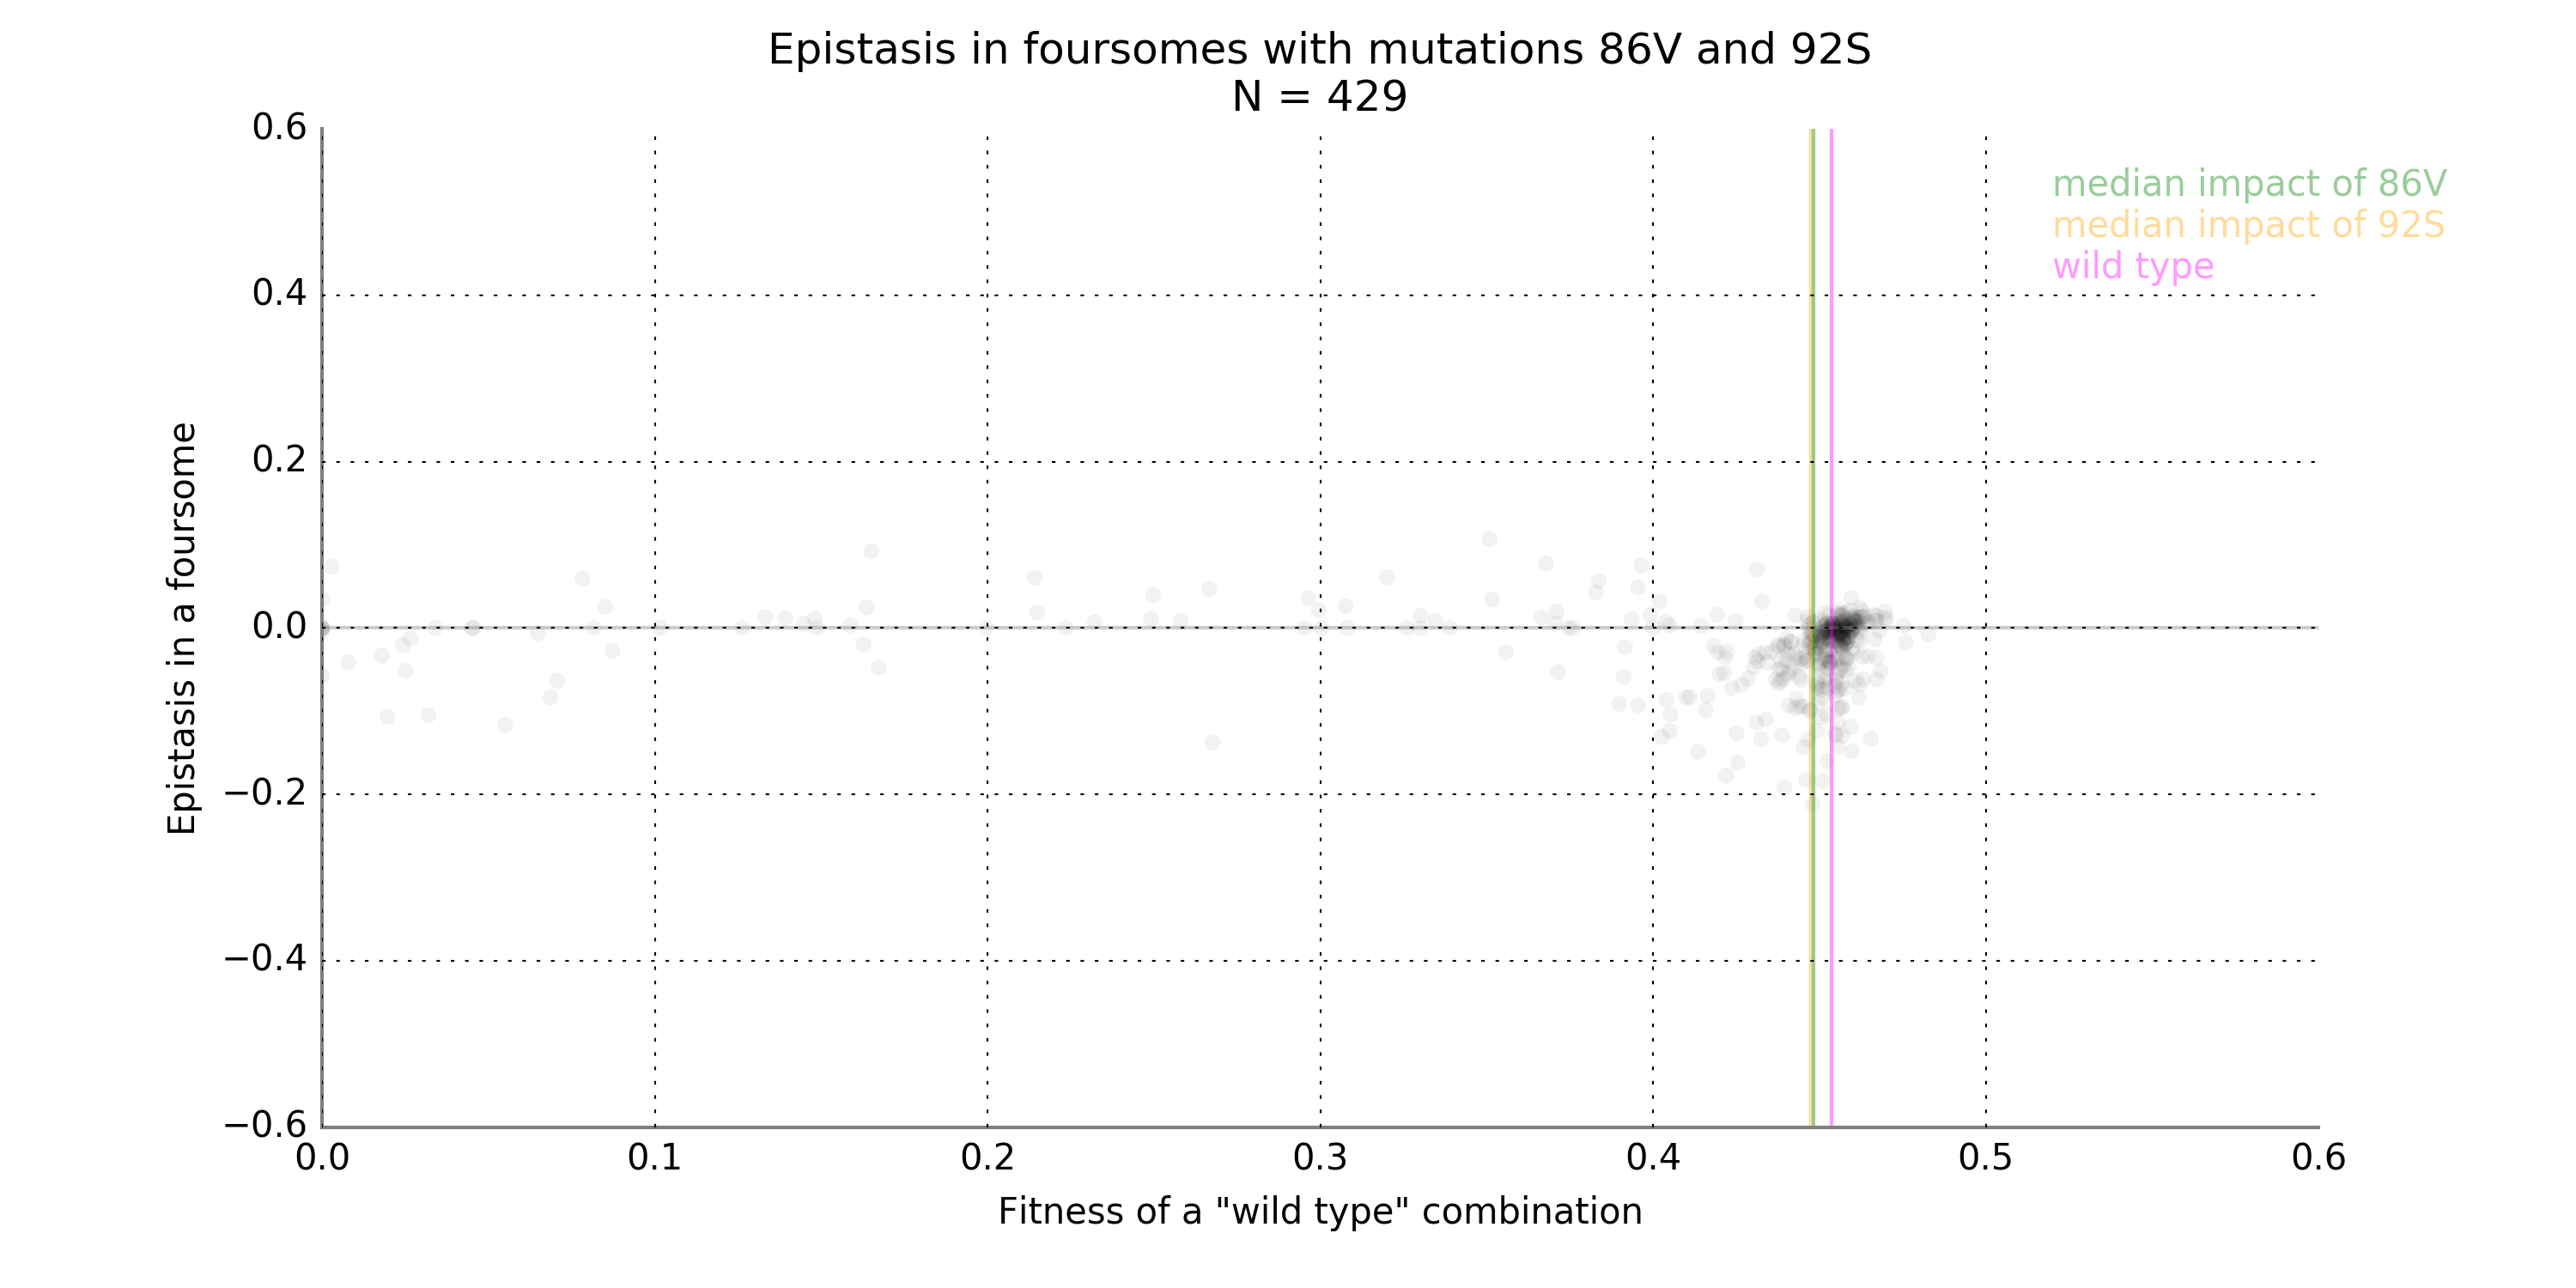 Epistasis in foursomes with mutations 86V and 92S
N = 429
0.6
0.4
0.2
0.0
−0.2
−0.4
−0.6
Epistasis in a foursome
median impact of 86V
median impact of 92S
wild type
0.0 0.1 0.2 0.3 0.4 0.5 0.6
Fitness of a "wild type" combination